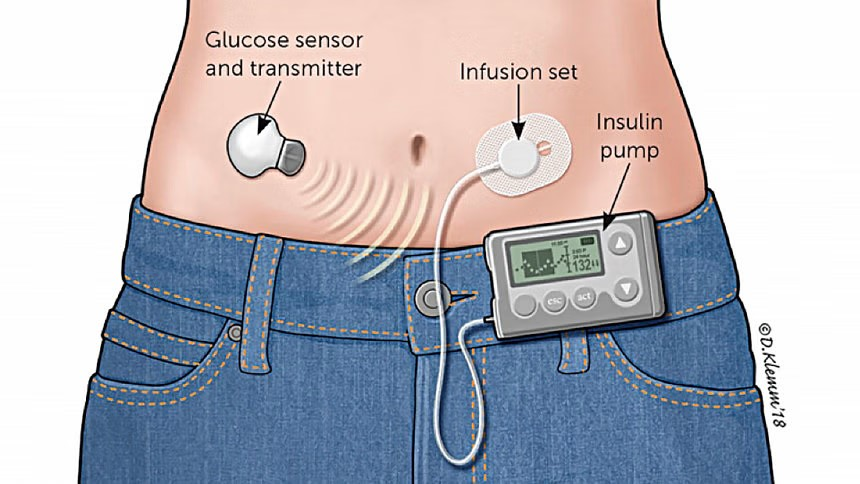 Glucose sensor
and transmitter
Infusion set
Insulin
pump
132
esc
act
©D.Klemm'18